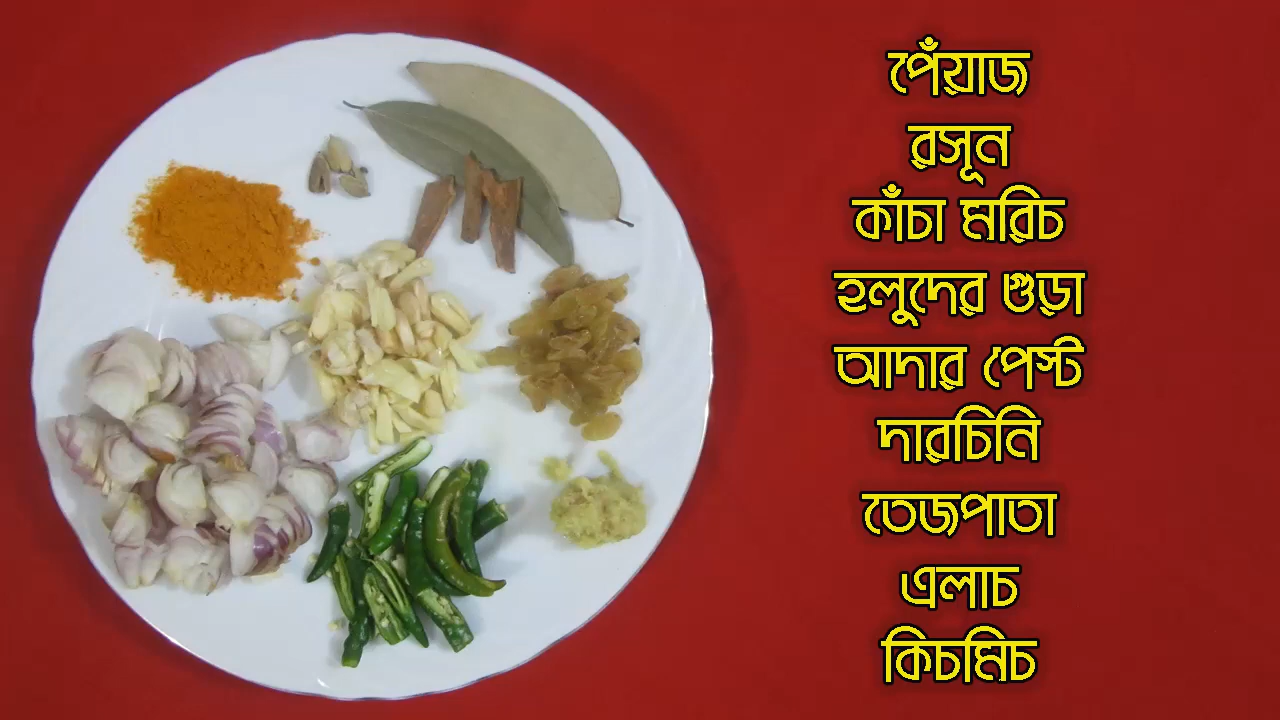 পেঁয়াজ
রসূন
কাঁচা মরিচ
হলুদের গুড়া
আদার পেস্ট
দারচিনি
তেজপাতা
এলাচ
কিচমিচ